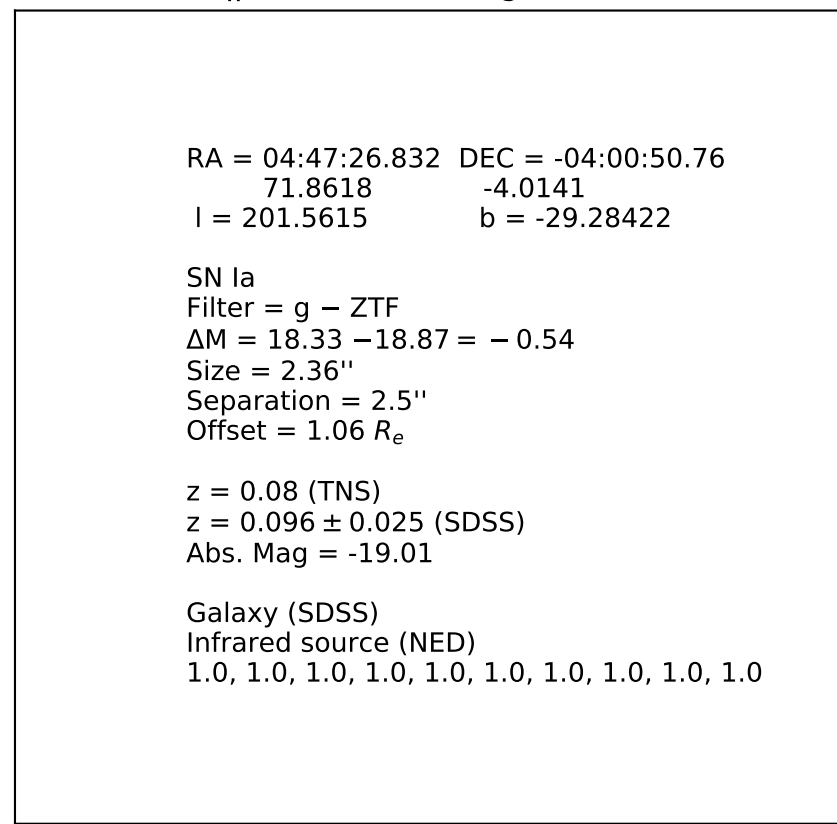 RA = 04:47:26.832 DEC = -04:00:50.76
71.8618 -4.0141
l = 201.5615 b = -29.28422
SN Ia
Filter = g − ZTF
ΔM = 18.33 −18.87 = − 0.54
Size = 2.36''
Separation = 2.5''
Offset = 1.06 Rₑ
z = 0.08 (TNS)
z = 0.096 ± 0.025 (SDSS)
Abs. Mag = -19.01
Galaxy (SDSS)
Infrared source (NED)
1.0, 1.0, 1.0, 1.0, 1.0, 1.0, 1.0, 1.0, 1.0, 1.0